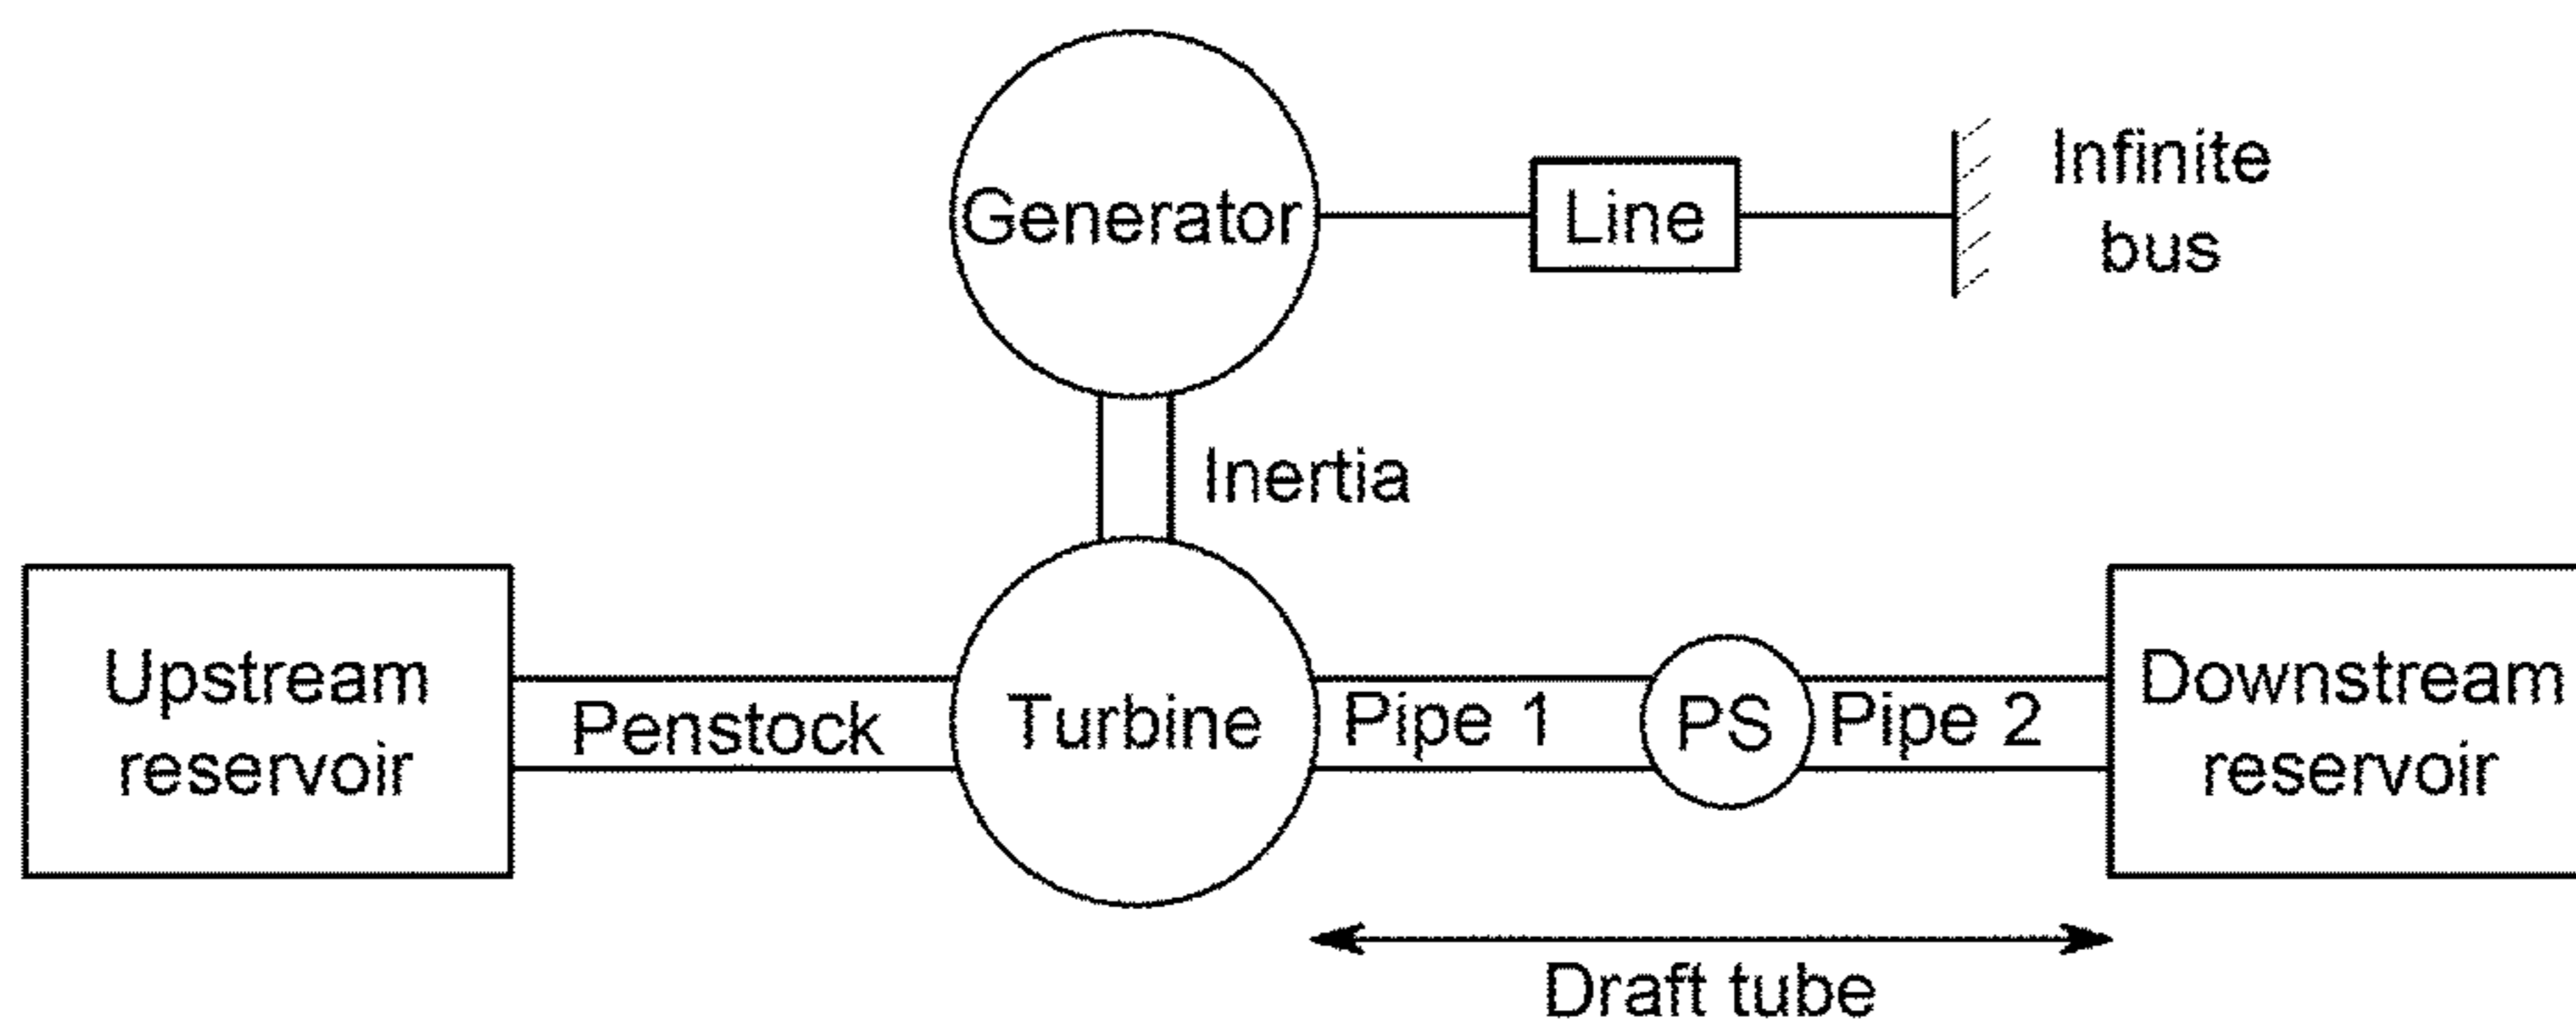 Generator
Line
Infinite
bus
Inertia
Upstream
reservoir
Penstock
Turbine
Pipe 1
PS
Pipe 2
Downstream
reservoir
Draft tube